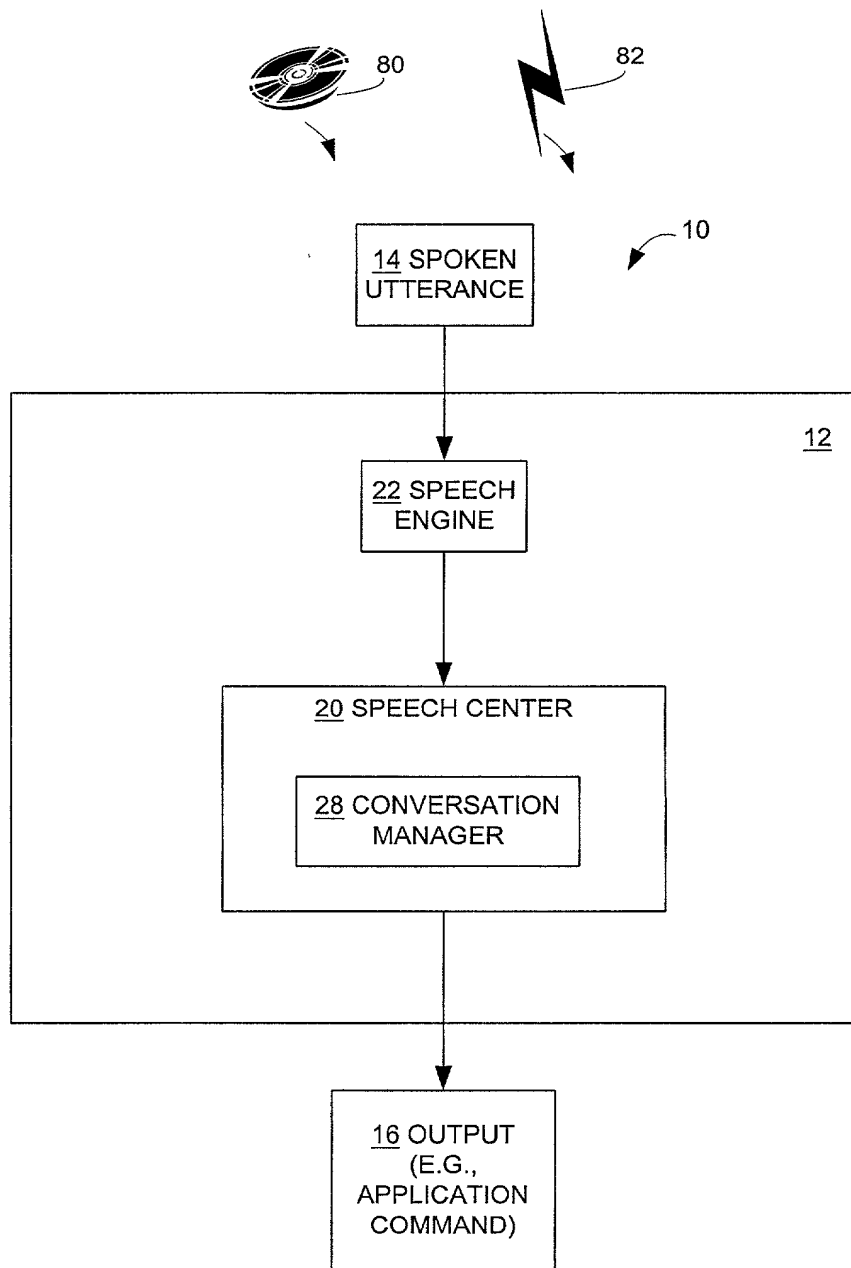 80
82
10
14 SPOKEN
UTTERANCE
12
22 SPEECH
ENGINE
20 SPEECH CENTER
28 CONVERSATION
MANAGER
16 OUTPUT
(E.G.,
APPLICATION
COMMAND)